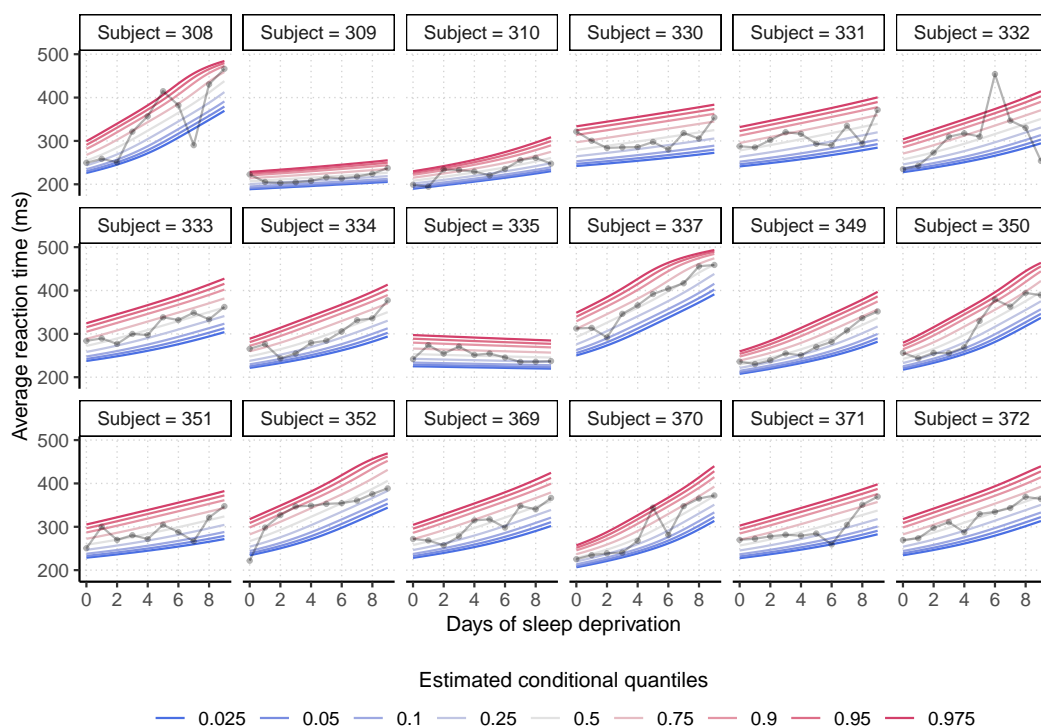 Subject = 308 Subject = 309 Subject = 310 Subject = 330 Subject = 331 Subject = 332
500
400
300
200
Subject = 333 Subject = 334 Subject = 335 Subject = 337 Subject = 349 Subject = 350
500
400
300
200
Subject = 351 Subject = 352 Subject = 369 Subject = 370 Subject = 371 Subject = 372
500
400
300
200
Average reaction time (ms)
0 2 4 6 8 0 2 4 6 8 0 2 4 6 8 0 2 4 6 8 0 2 4 6 8 0 2 4 6 8
Days of sleep deprivation
Estimated conditional quantiles
0.025 0.05 0.1 0.25 0.5 0.75 0.9 0.95 0.975